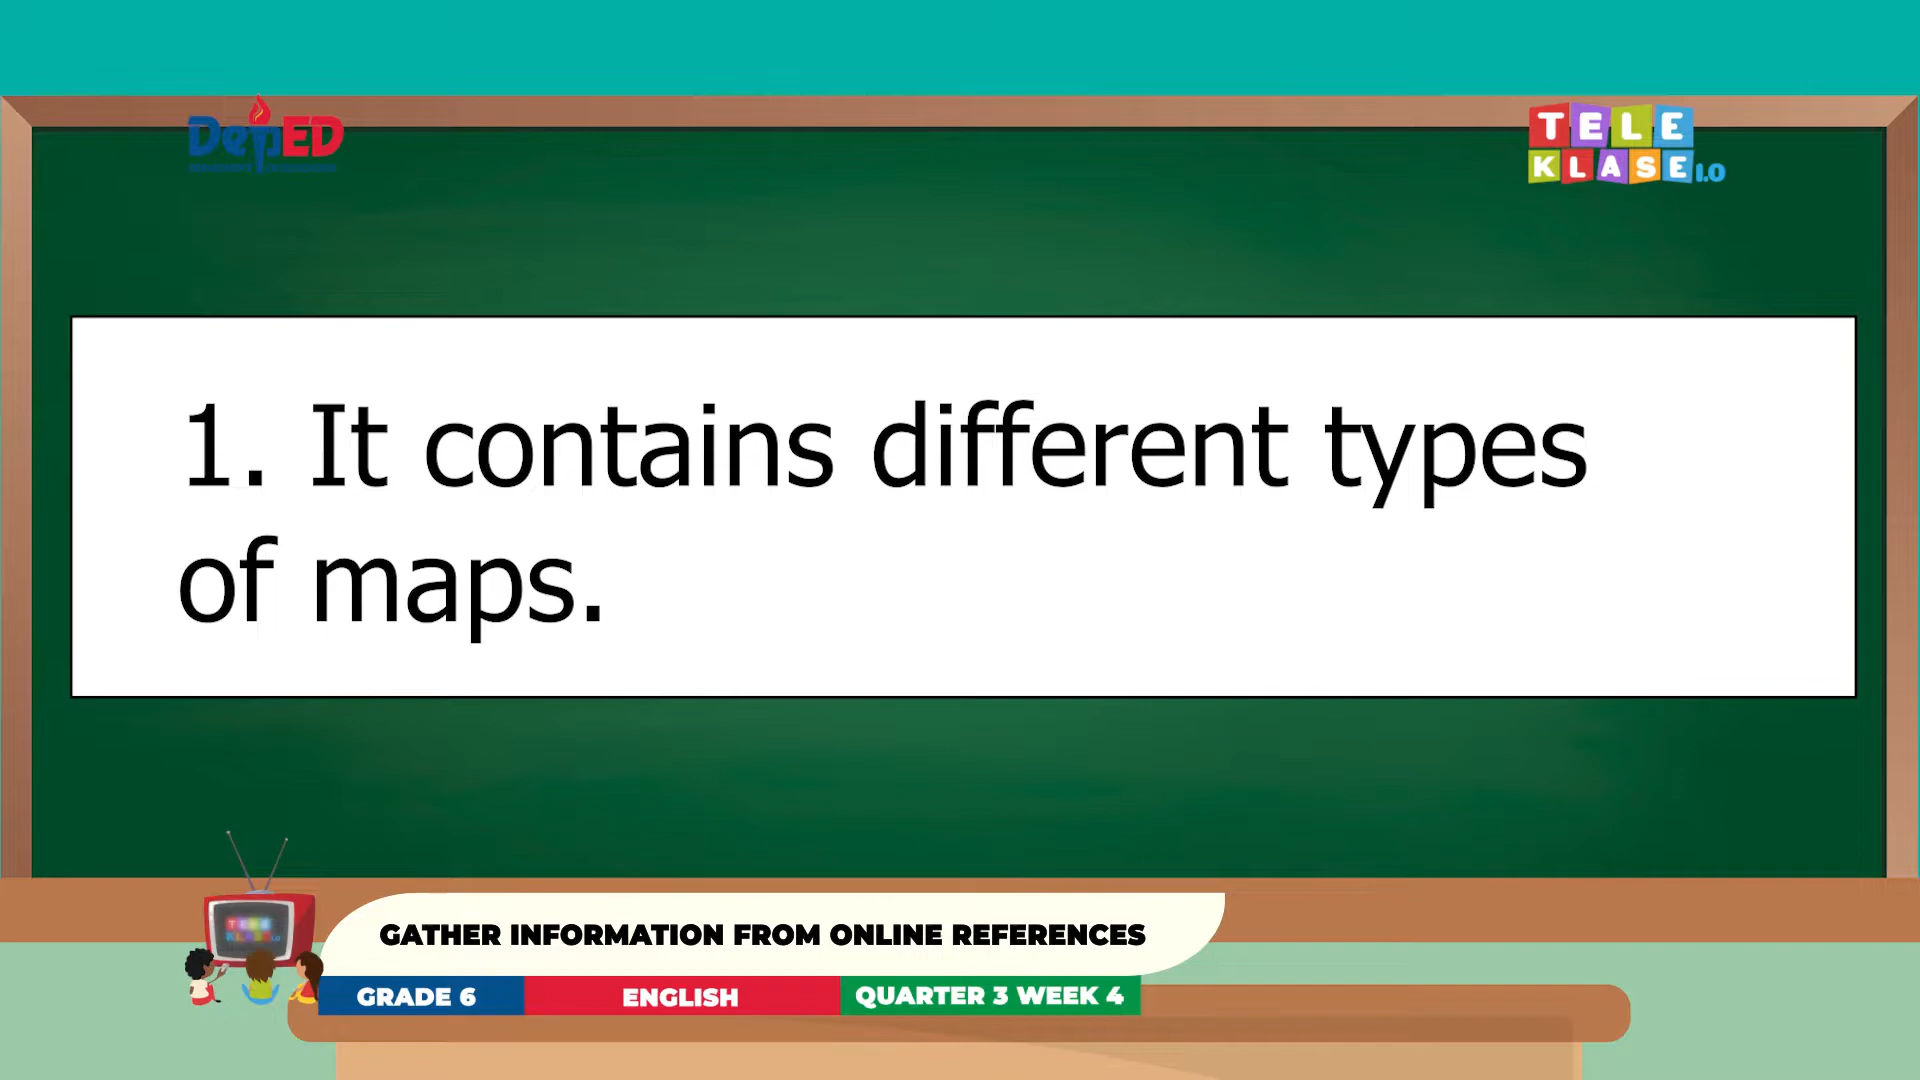 DepED
TELE
KLASE 1.0
1. It contains different types
of maps.
GATHER INFORMATION FROM ONLINE REFERENCES
GRADE 6 ENGLISH QUARTER 3 WEEK 4